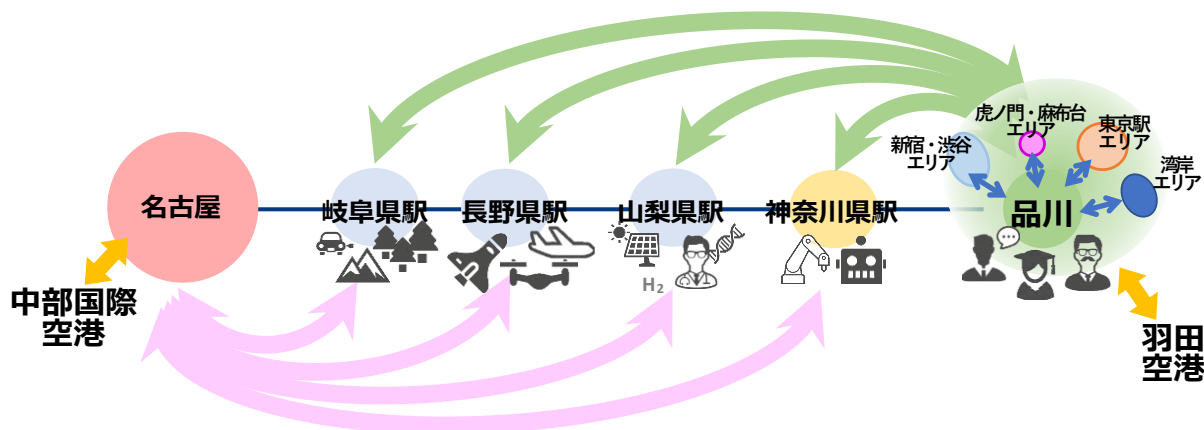 虎ノ門・麻布台
エリア
東京駅
エリア
新宿・渋谷
エリア
湾岸
エリア
名古屋
岐阜県駅
長野県駅
山梨県駅
神奈川県駅
品川
H₂
中部国際
空港
羽田
空港